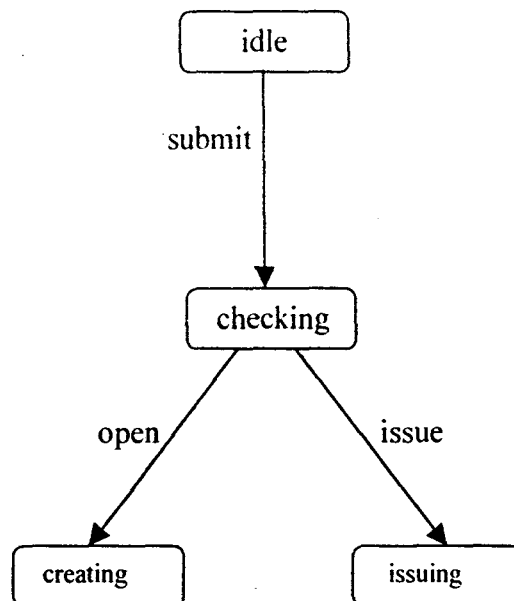 idle
submit
checking
open
issue
creating
issuing